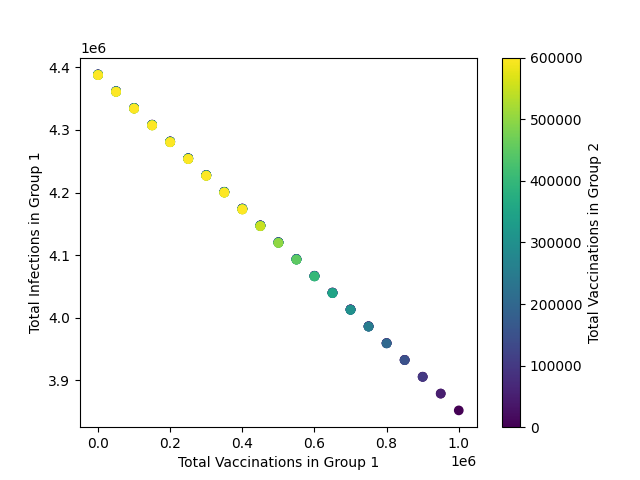 1e6
4.4
4.3
4.2
4.1
4.0
3.9
Total Infections in Group 1
0.0 0.2 0.4 0.6 0.8 1.0
1e6
Total Vaccinations in Group 1
600000
500000
400000
300000
200000
100000
0
Total Vaccinations in Group 2